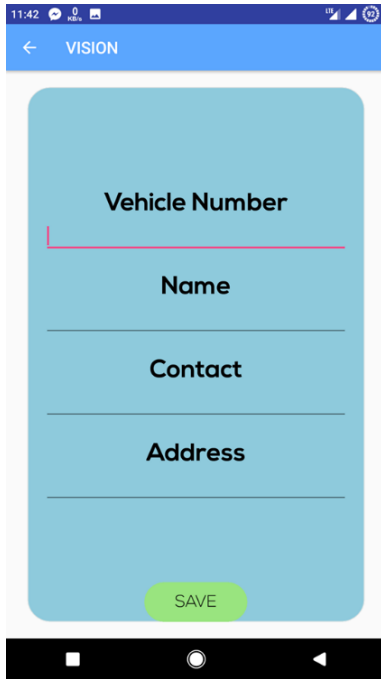 11:42 0 KB/s LTE 92
VISION
Vehicle Number
Name
Contact
Address
SAVE